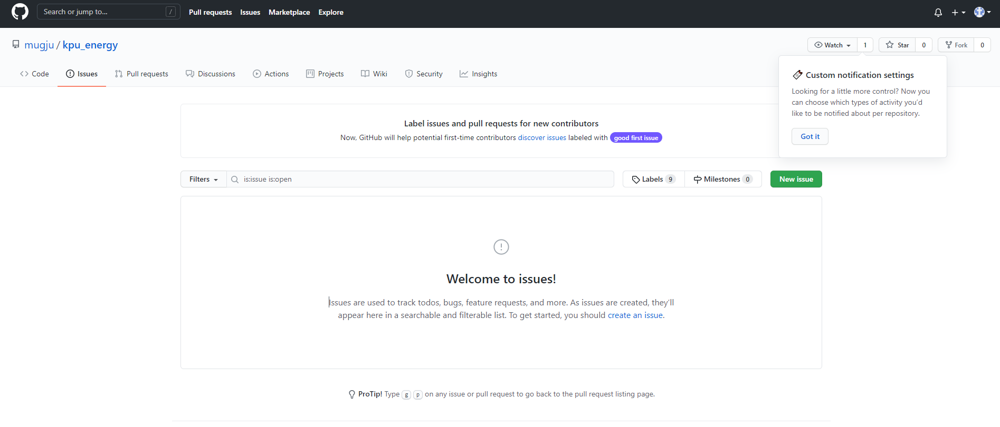 Search or jump to... /
Pull requests Issues Marketplace Explore
mugju / kpu_energy
Watch 1 Star 0 Fork 0
Code Issues Pull requests Discussions Actions Projects Wiki Security Insights
Custom notification settings
Looking for a little more control? Now you
can choose which types of activity you’d
like to be notified about per repository.
Got it
Label issues and pull requests for new contributors
Now, GitHub will help potential first-time contributors discover issues labeled with good first issue
Filters is:issue is:open Labels 9 Milestones 0 New issue
Welcome to issues!
Issues are used to track todos, bugs, feature requests, and more. As issues are created, they’ll
appear here in a searchable and filterable list. To get started, you should create an issue.
ProTip! Type g p on any issue or pull request to go back to the pull request listing page.